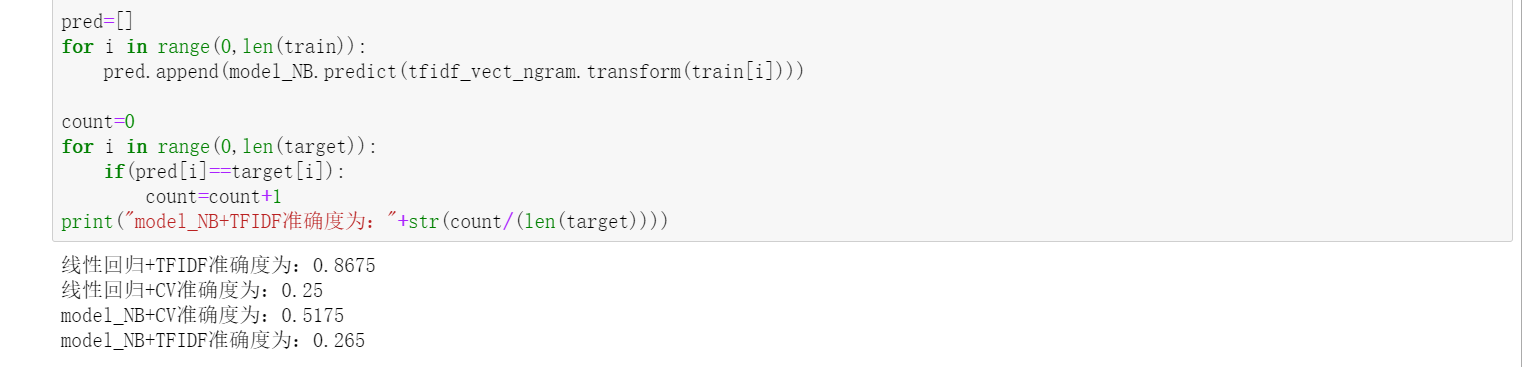 pred=[]
for i in range(0,len(train)):
    pred.append(model_NB.predict(tfidf_vect_ngram.transform(train[i])))
count=0
for i in range(0,len(target)):
    if(pred[i]==target[i]):
        count=count+1
print("model_NB+TFIDF准确度为："+str(count/(len(target))))
线性回归+TFIDF准确度为：0.8675
线性回归+CV准确度为：0.25
model_NB+CV准确度为：0.5175
model_NB+TFIDF准确度为：0.265